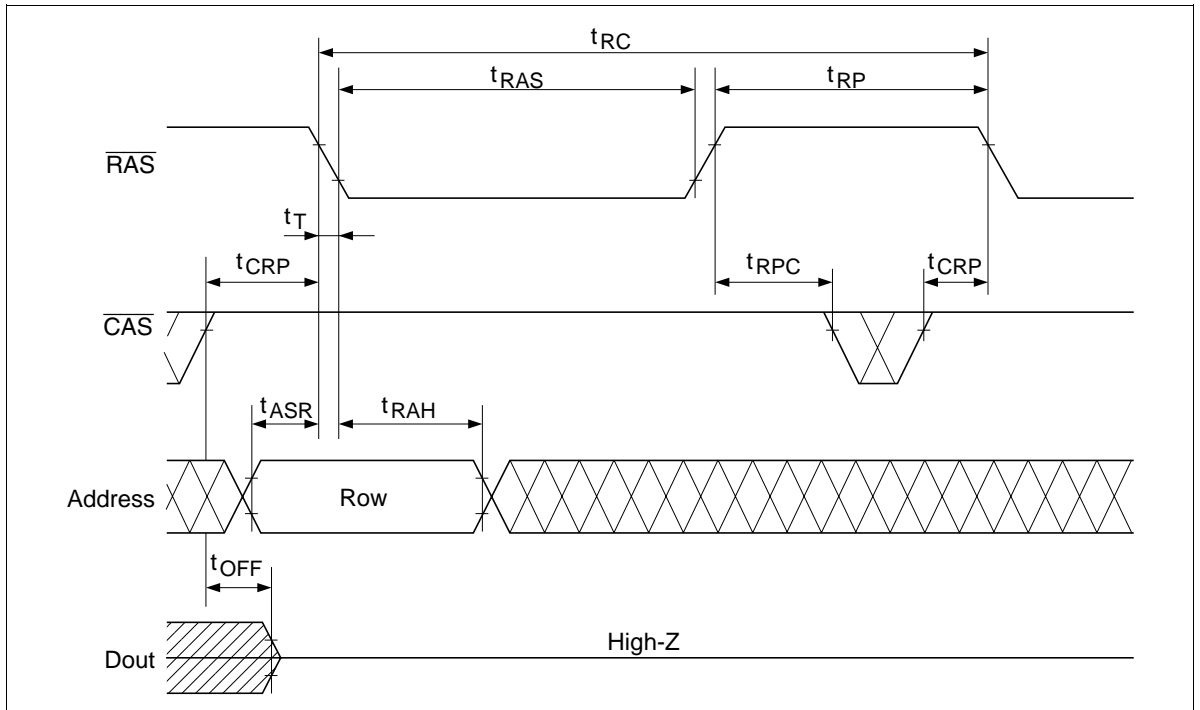 tRC
tRAS
tRP
RAS
tT
tCRP
tRPC
tCRP
CAS
tASR
tRAH
Address
Row
tOFF
High-Z
Dout